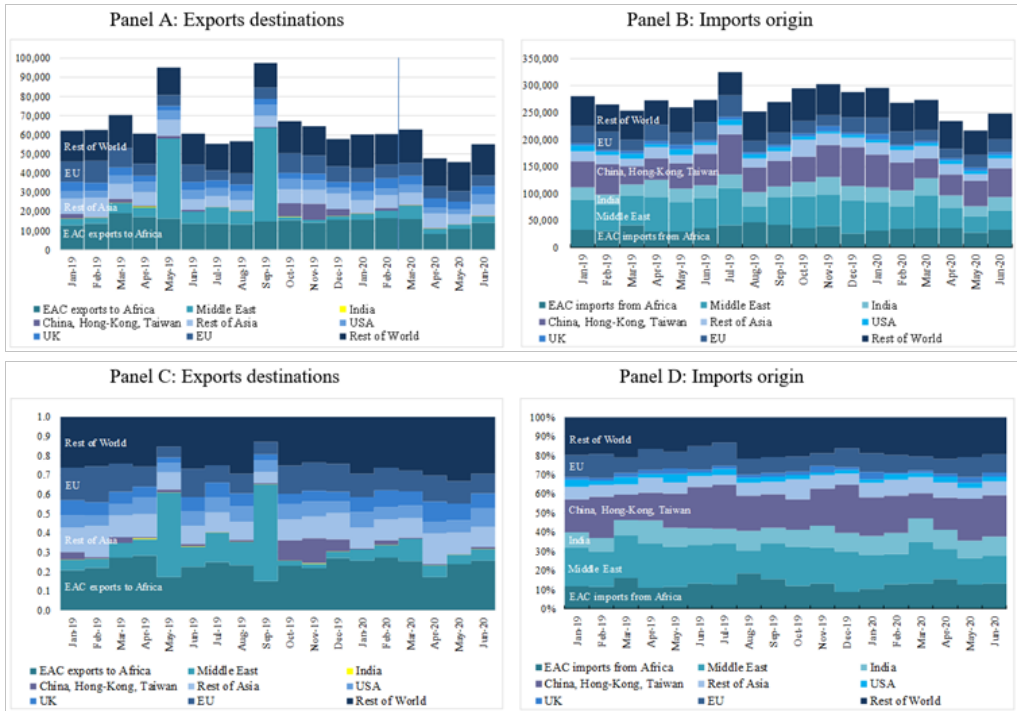 Panel A: Exports destinations
100,000
90,000
80,000
70,000
60,000
50,000
40,000
30,000
20,000
10,000
0
Rest of World
EU
Rest of Asia
EAC exports to Africa
Jan-19
Feb-19
Mar-19
Apr-19
May-19
Jun-19
Jul-19
Aug-19
Sep-19
Oct-19
Nov-19
Dec-19
Jan-20
Feb-20
Mar-20
Apr-20
May-20
Jun-20
EAC exports to Africa Middle East India
China, Hong-Kong, Taiwan Rest of Asia USA
UK EU Rest of World
Panel B: Imports origin
350,000
300,000
250,000
200,000
150,000
100,000
50,000
0
Rest of World
EU
China, Hong-Kong, Taiwan
India
Middle East
EAC imports from Africa
Jan-19
Feb-19
Mar-19
Apr-19
May-19
Jun-19
Jul-19
Aug-19
Sep-19
Oct-19
Nov-19
Dec-19
Jan-20
Feb-20
Mar-20
Apr-20
May-20
Jun-20
EAC imports from Africa Middle East India
China, Hong-Kong, Taiwan Rest of Asia USA
UK EU Rest of World
Panel C: Exports destinations
1.0
0.9
0.8
0.7
0.6
0.5
0.4
0.3
0.2
0.1
0.0
Rest of World
EU
Rest of Asia
EAC exports to Africa
Jan-19
Feb-19
Mar-19
Apr-19
May-19
Jun-19
Jul-19
Aug-19
Sep-19
Oct-19
Nov-19
Dec-19
Jan-20
Feb-20
Mar-20
Apr-20
May-20
Jun-20
EAC exports to Africa Middle East India
China, Hong-Kong, Taiwan Rest of Asia USA
UK EU Rest of World
Panel D: Imports origin
100%
90%
80%
70%
60%
50%
40%
30%
20%
10%
0%
Rest of World
EU
China, Hong-Kong, Taiwan
India
Middle East
EAC imports from Africa
Jan-19
Feb-19
Mar-19
Apr-19
May-19
Jun-19
Jul-19
Aug-19
Sep-19
Oct-19
Nov-19
Dec-19
Jan-20
Feb-20
Mar-20
Apr-20
May-20
Jun-20
EAC imports from Africa Middle East India
China, Hong-Kong, Taiwan Rest of Asia USA
UK EU Rest of World